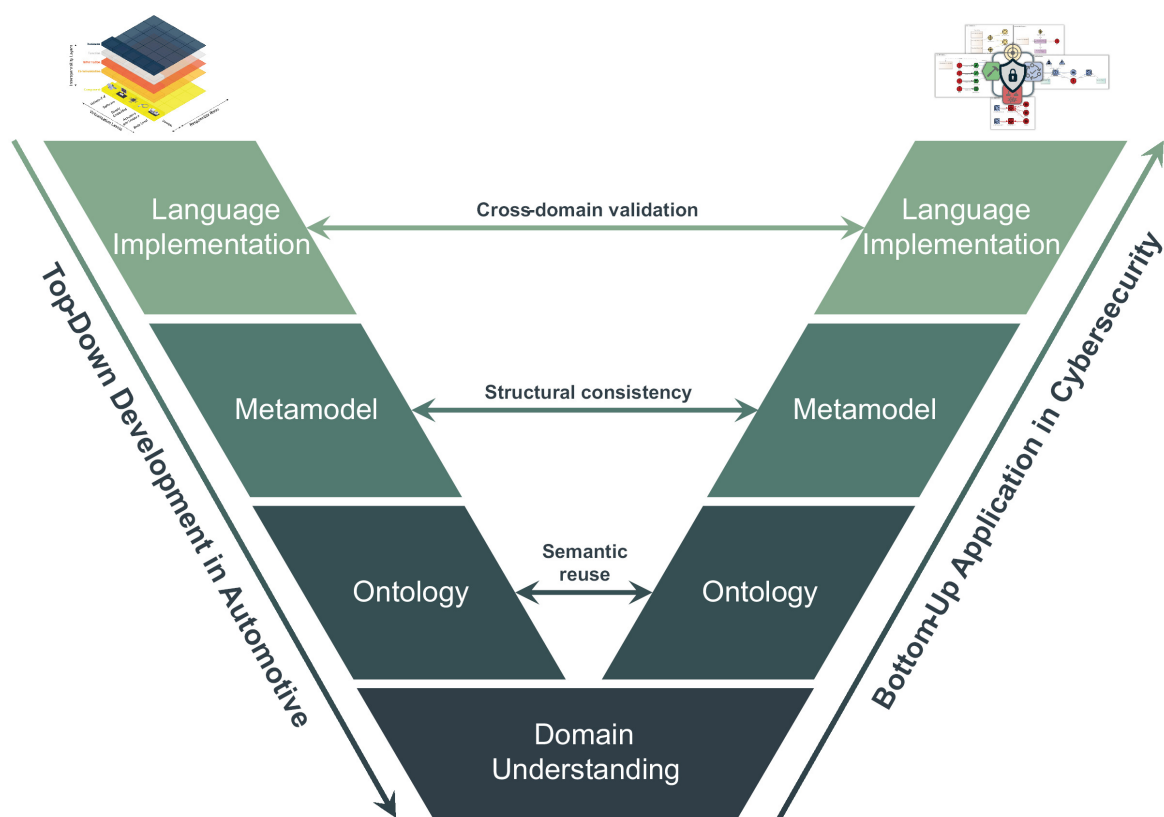 Language
Implementation
Cross-domain validation
Language
Implementation
Top-Down Development in Automotive
Bottom-Up Application in Cybersecurity
Metamodel
Structural consistency
Metamodel
Ontology
Semantic
reuse
Ontology
Domain
Understanding